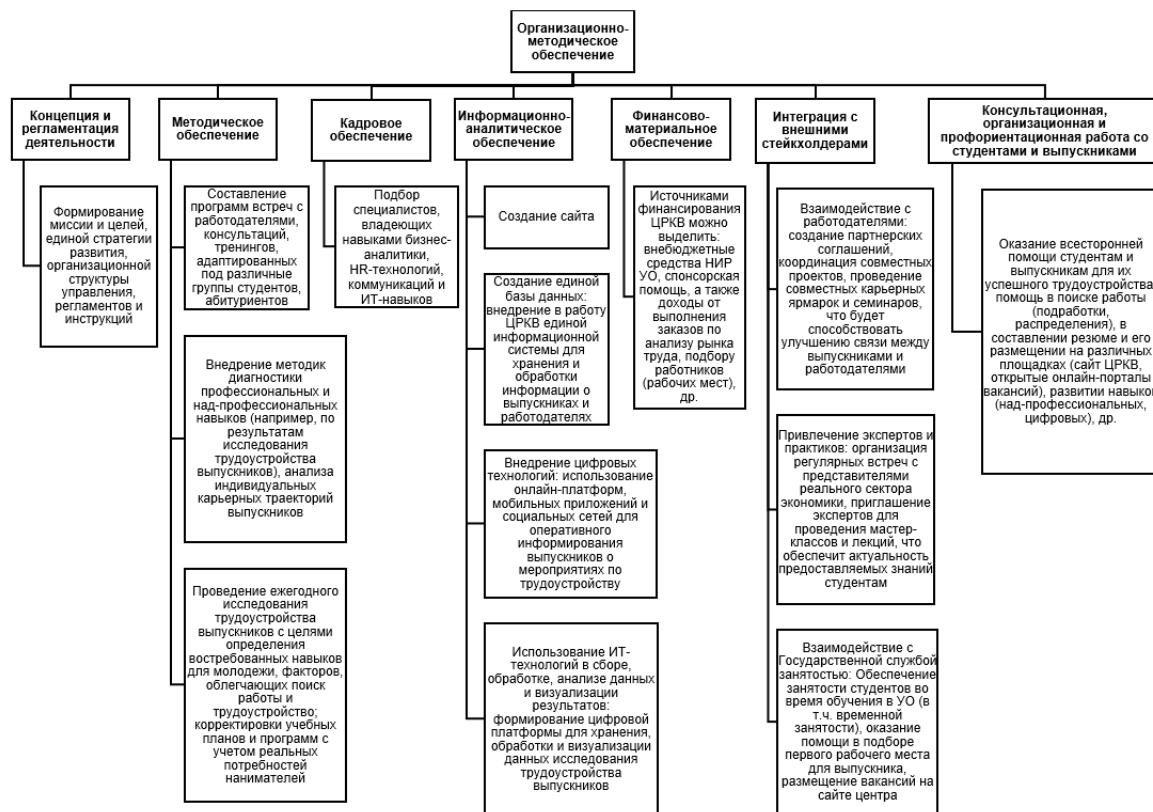 Организационно-
методическое
обеспечение
Концепция и
регламентация
деятельности
Формирование
миссии и целей,
единой стратегии
развития,
организационной
структуры
управления,
регламентов и
инструкций
Методическое
обеспечение
Составление
программ встреч с
работодателями,
консультаций,
тренингов,
адаптированных
под различные
группы студентов,
абитуриентов
Внедрение методик
диагностики
профессиональных и
над-профессиональных
навыков (например, по
результатам
исследования
трудоустройства
выпускников), анализа
индивидуальных
карьерных траекторий
выпускников
Проведение ежегодного
исследования
трудоустройства
выпускников с целями
определения
востребованных навыков
для молодежи, факторов,
облегчающих поиск
работы и
трудоустройство;
корректировки учебных
планов и программ с
учетом реальных
потребностей
нанимателей
Кадровое
обеспечение
Подбор
специалистов,
владеющих
навыками бизнес-
аналитики,
HR-технологий,
коммуникаций и
ИТ-навыков
Информационно-
аналитическое
обеспечение
Создание сайта
Создание единой
базы данных:
внедрение в работу
ЦРКВ единой
информационной
системы для
хранения и
обработки
информации о
выпускниках и
работодателях
Внедрение цифровых
технологий: использование
онлайн-платформ,
мобильных приложений и
социальных сетей для
оперативного
информирования
выпускников о
мероприятиях по
трудоустройству
Использование ИТ-
технологий в сборе,
обработке, анализе данных
и визуализации
результатов:
формирование цифровой
платформы для хранения,
обработки и визуализации
данных исследования
трудоустройства
выпускников
Финансово-
материальное
обеспечение
Источниками
финансирования
ЦРКВ можно
выделить:
внебюджетные
средства НИР
УО, спонсорская
помощь, а также
доходы от
выполнения
заказов по
анализу рынка
труда, подбору
работников
(рабочих мест),
др.
Интеграция с
внешними
стейкхолдерами
Взаимодействие с
работодателями:
создание партнерских
соглашений,
координация совместных
проектов, проведение
совместных карьерных
ярмарок и семинаров,
что будет
способствовать
улучшению связи между
выпускниками и
работодателями
Привлечение экспертов и
практиков: организация
регулярных встреч с
представителями
реального сектора
экономики, приглашение
экспертов для
проведения мастер-
классов и лекций, что
обеспечит актуальность
предоставляемых знаний
студентам
Взаимодействие с
Государственной службой
занятостью: Обеспечение
занятости студентов во
время обучения в УО (в
т.ч. временной
занятости), оказание
помощи в подборе
первого рабочего места
для выпускника,
размещение вакансий на
сайте центра
Консультационная,
организационная и
профориентационная работа со
студентами и выпускниками
Оказание всесторонней
помощи студентам и
выпускникам для их
успешного трудоустройства:
помощь в поиске работы
(подработки,
распределения), в
составлении резюме и его
размещении на различных
площадках (сайт ЦРКВ,
открытые онлайн-порталы
вакансий), развитии навыков
(над-профессиональных,
цифровых), др.